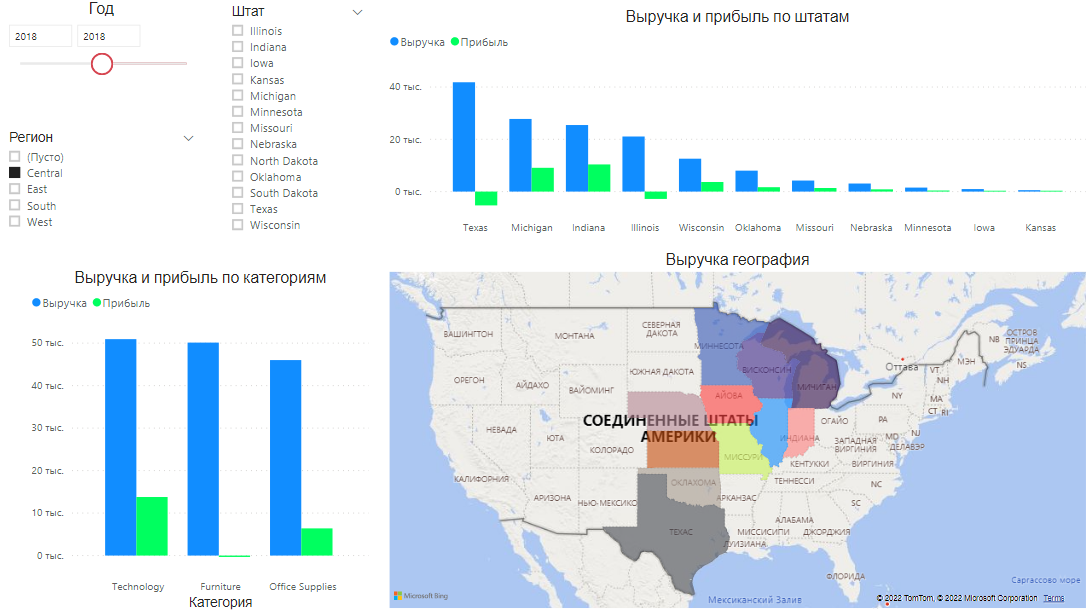 Год
2018
2018
Регион
(Пусто)
Central
East
South
West
Штат
Illinois
Indiana
Iowa
Kansas
Michigan
Minnesota
Missouri
Nebraska
North Dakota
Oklahoma
South Dakota
Texas
Wisconsin
Выручка и прибыль по штатам
Выручка Прибыль
40 тыс.
20 тыс.
0 тыс.
Texas Michigan Indiana Illinois Wisconsin Oklahoma Missouri Nebraska Minnesota Iowa Kansas
Выручка и прибыль по категориям
Выручка Прибыль
50 тыс.
40 тыс.
30 тыс.
20 тыс.
10 тыс.
0 тыс.
Technology Furniture Office Supplies
Категория
Выручка география
ВАШИНГТОН
МОНТАНА
СЕВЕРНАЯ
ДАКОТА
МИННЕСОТА
ОРЕГОН
АЙДАХО
ВАЙОМИНГ
ЮЖНАЯ ДАКОТА
ВИСКОНСИН
МИЧИГАН
Оттава
МЭН
NB
ОСТРОВ
ПРИНЦА
ЭДУАРДА
NS
VT
NH
NY
MA
CT RI
АЙОВА
СОЕДИНЕННЫЕ ШТАТЫ
АМЕРИКИ
НЕВАДА
ЮТА
КОЛОРАДО
ИНДИАНА
ОГАЙО
PA
NJ
MD
ДЕЛАВЭР
ЗАПАДНАЯ
ВИРГИНИЯ
МИССУРИ
КЕНТУККИ
ВИРГИНИЯ
КАЛИФОРНИЯ
АРИЗОНА
НЬЮ-МЕКСИКО
ОКЛАХОМА
АРКАНЗАС
ТЕННЕССИ
NC
SC
ТЕХАС
АЛАБАМА
МИССИСИПИ
ДЖОРДЖИЯ
ЛУИЗИАНА
ФЛОРИДА
Саргассово море
Мексиканский Залив
Microsoft Bing
© 2022 TomTom, © 2022 Microsoft Corporation Terms